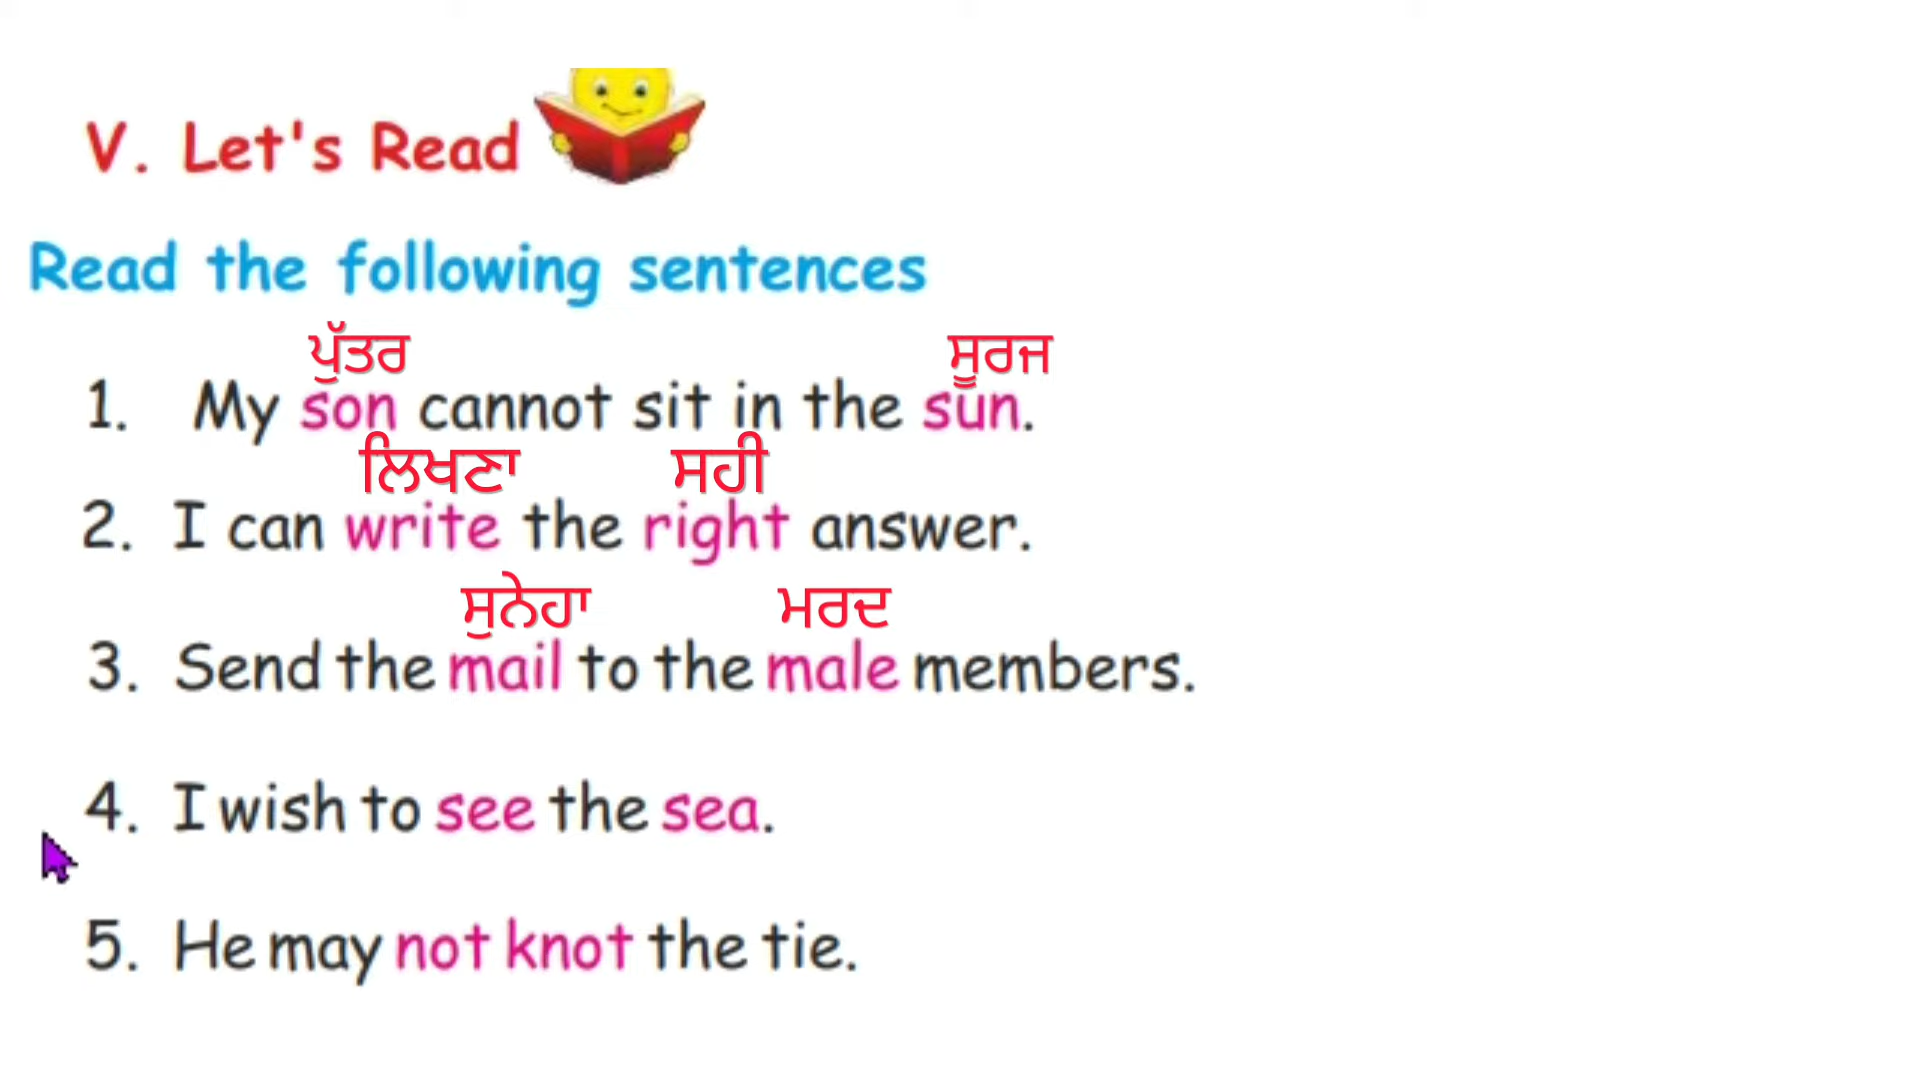 V. Let's Read
Read the following sentences
ਪੁੱਤਰ ਸੂਰਜ
1. My son cannot sit in the sun.
ਲਿਖਣਾ ਸਹੀ
2. I can write the right answer.
ਸੁਨੇਹਾ ਮਰਦ
3. Send the mail to the male members.
4. I wish to see the sea.
5. He may not knot the tie.